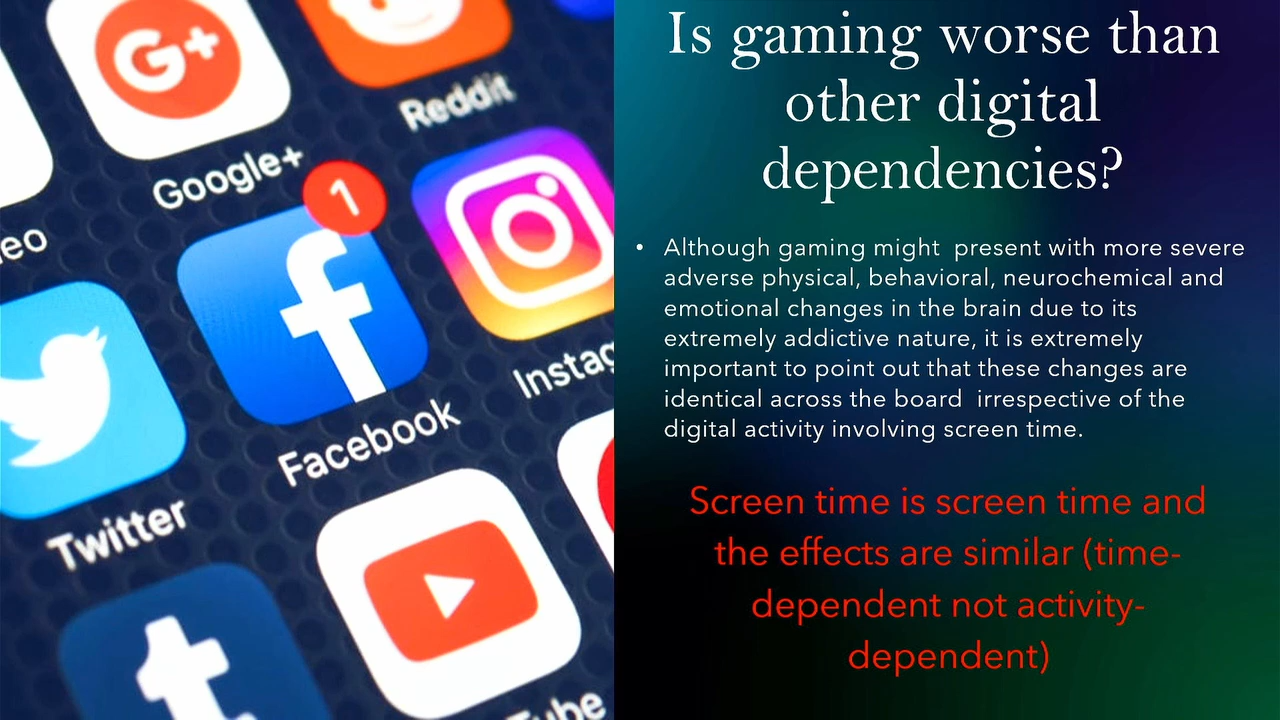 Is gaming worse than
other digital
dependencies?
• Although gaming might  present with more severe
adverse physical, behavioral, neurochemical and
emotional changes in the brain due to its
extremely addictive nature, it is extremely
important to point out that these changes are
identical across the board  irrespective of the
digital activity involving screen time.
Screen time is screen time and
the effects are similar (time-
dependent not activity-
dependent)
G+
Reddit
Google+
1
eo
f
Instag
Facebook
Twitter
t
Tube